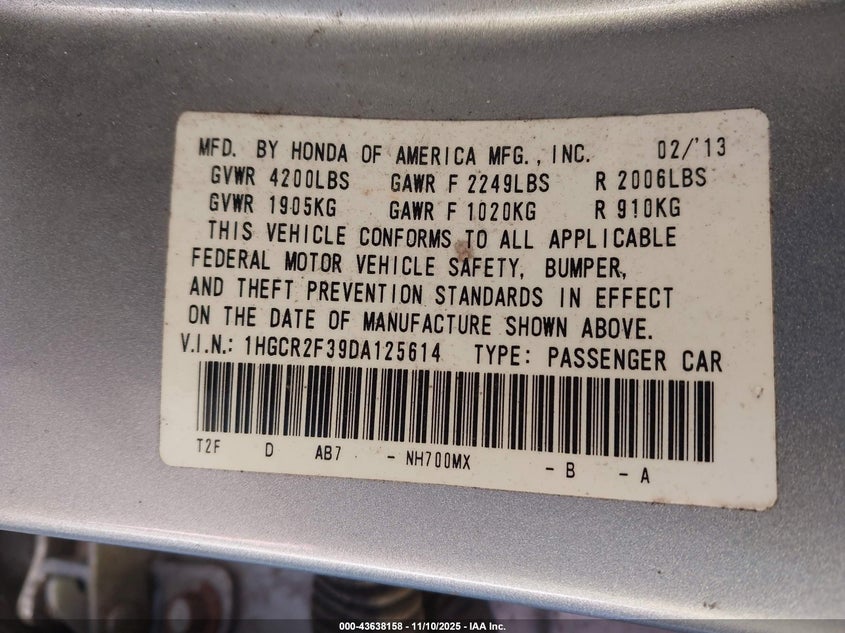 MFD. BY HONDA OF AMERICA MFG., INC. 02/'13
GVWR 4200LBS GAWR F 2249LBS R 2006LBS
GVWR 1905KG GAWR F 1020KG R 910KG
THIS VEHICLE CONFORMS TO ALL APPLICABLE
FEDERAL MOTOR VEHICLE SAFETY, BUMPER,
AND THEFT PREVENTION STANDARDS IN EFFECT
ON THE DATE OF MANUFACTURE SHOWN ABOVE.
V.I.N.: 1HGCR2F39DA125614 TYPE: PASSENGER CAR
T2F D AB7 - NH700MX - B - A
000-43638158 - 11/10/2025 - IAA Inc.